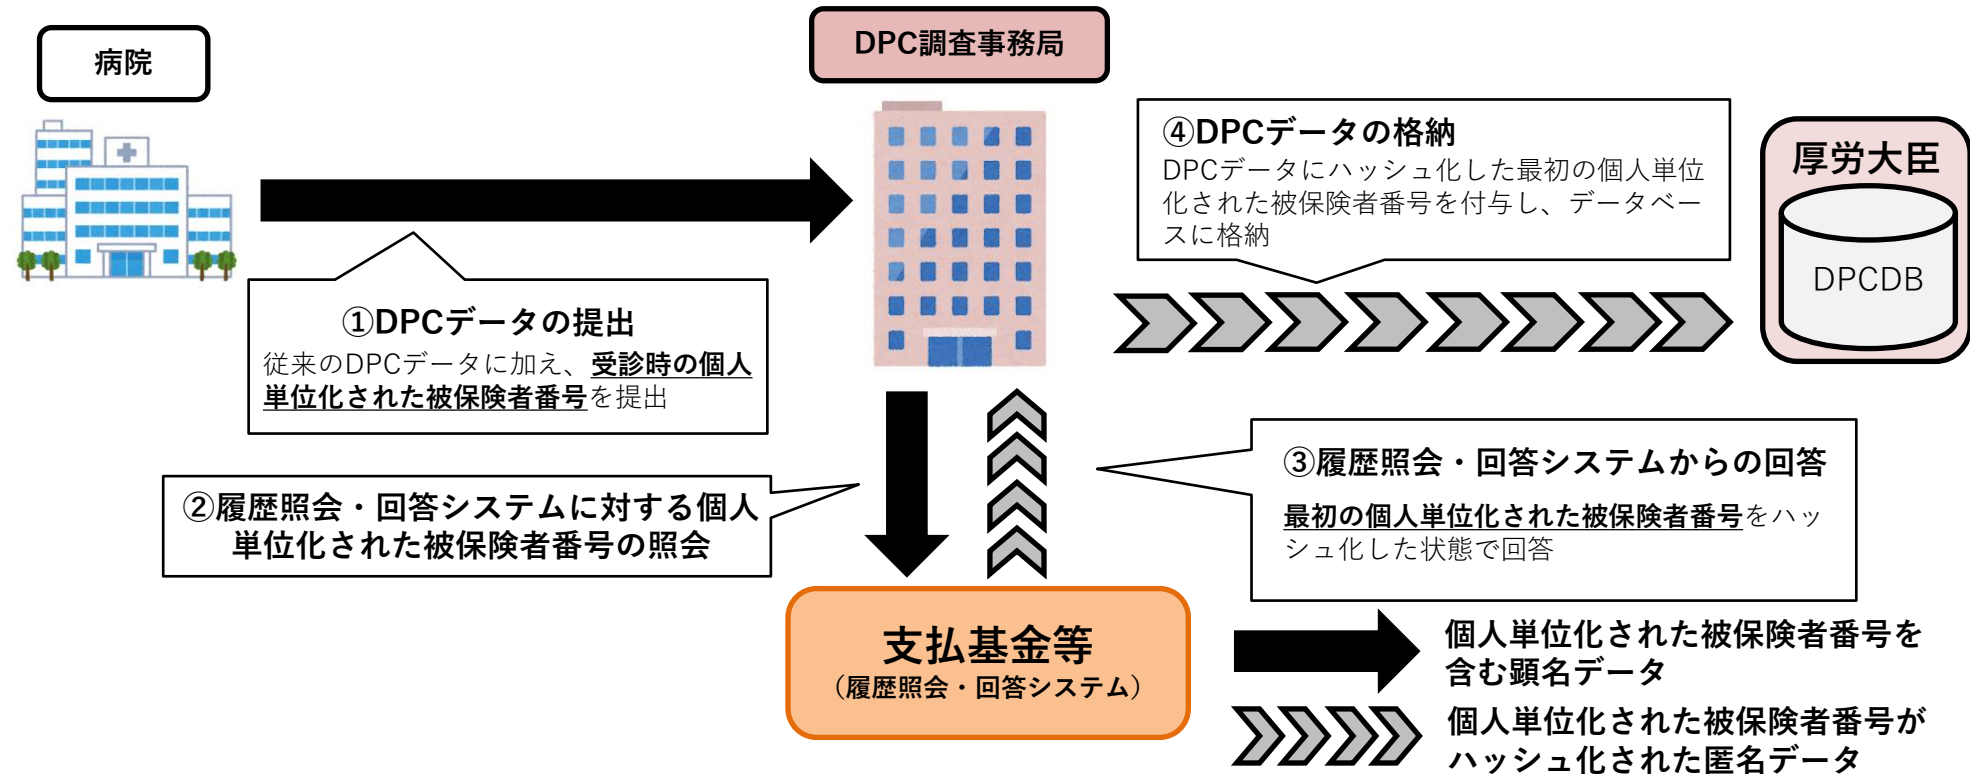 病院
DPC調査事務局
①DPCデータの提出
従来のDPCデータに加え、受診時の個人
単位化された被保険者番号を提出
②履歴照会・回答システムに対する個人
単位化された被保険者番号の照会
③履歴照会・回答システムからの回答
最初の個人単位化された被保険者番号をハッ
シュ化した状態で回答
④DPCデータの格納
DPCデータにハッシュ化した最初の個人単位
化された被保険者番号を付与し、データベー
スに格納
厚労大臣
DPCDB
支払基金等
（履歴照会・回答システム）
個人単位化された被保険者番号を
含む顕名データ
個人単位化された被保険者番号が
ハッシュ化された匿名データ